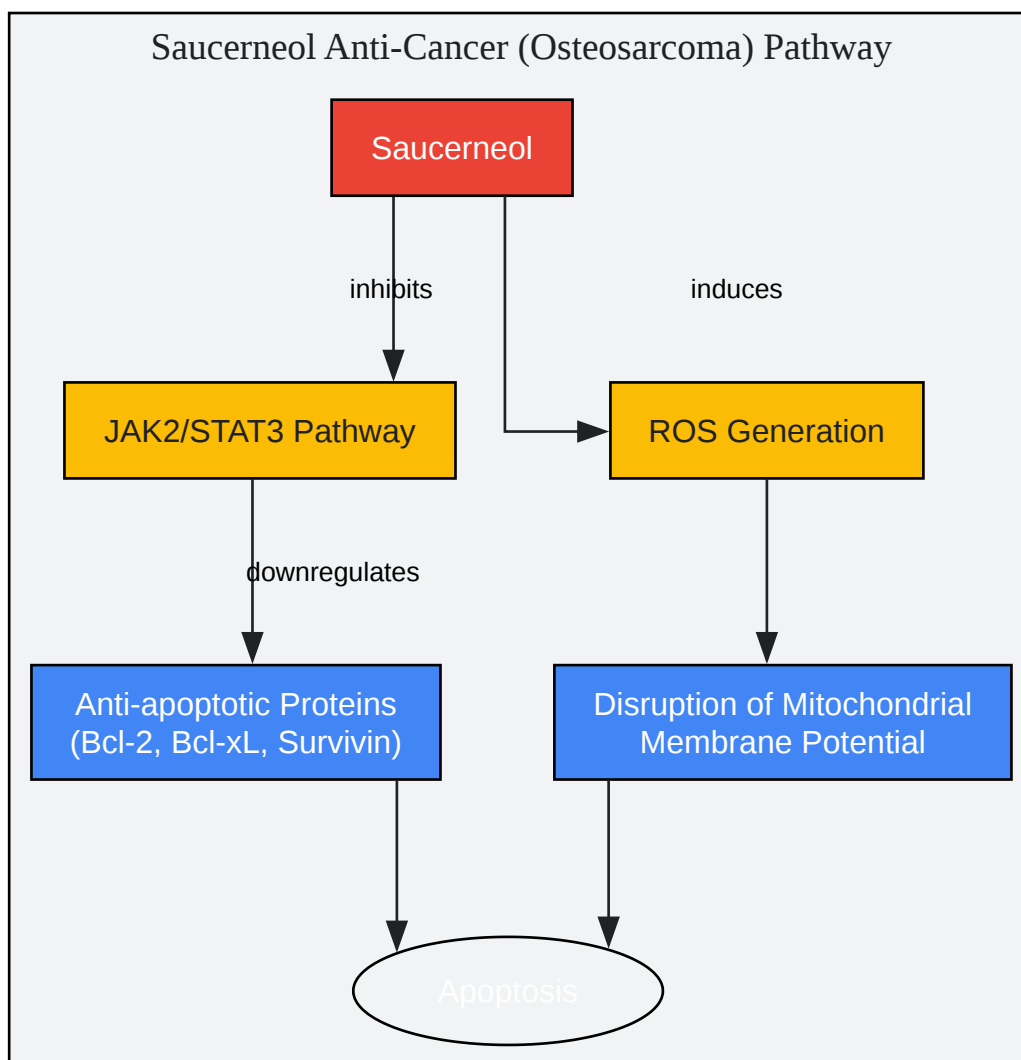 Saucerneol Anti-Cancer (Osteosarcoma) Pathway
Saucerneol
inhibits
induces
JAK2/STAT3 Pathway
ROS Generation
downregulates
Anti-apoptotic Proteins
(Bcl-2, Bcl-xL, Survivin)
Disruption of Mitochondrial
Membrane Potential
Apoptosis